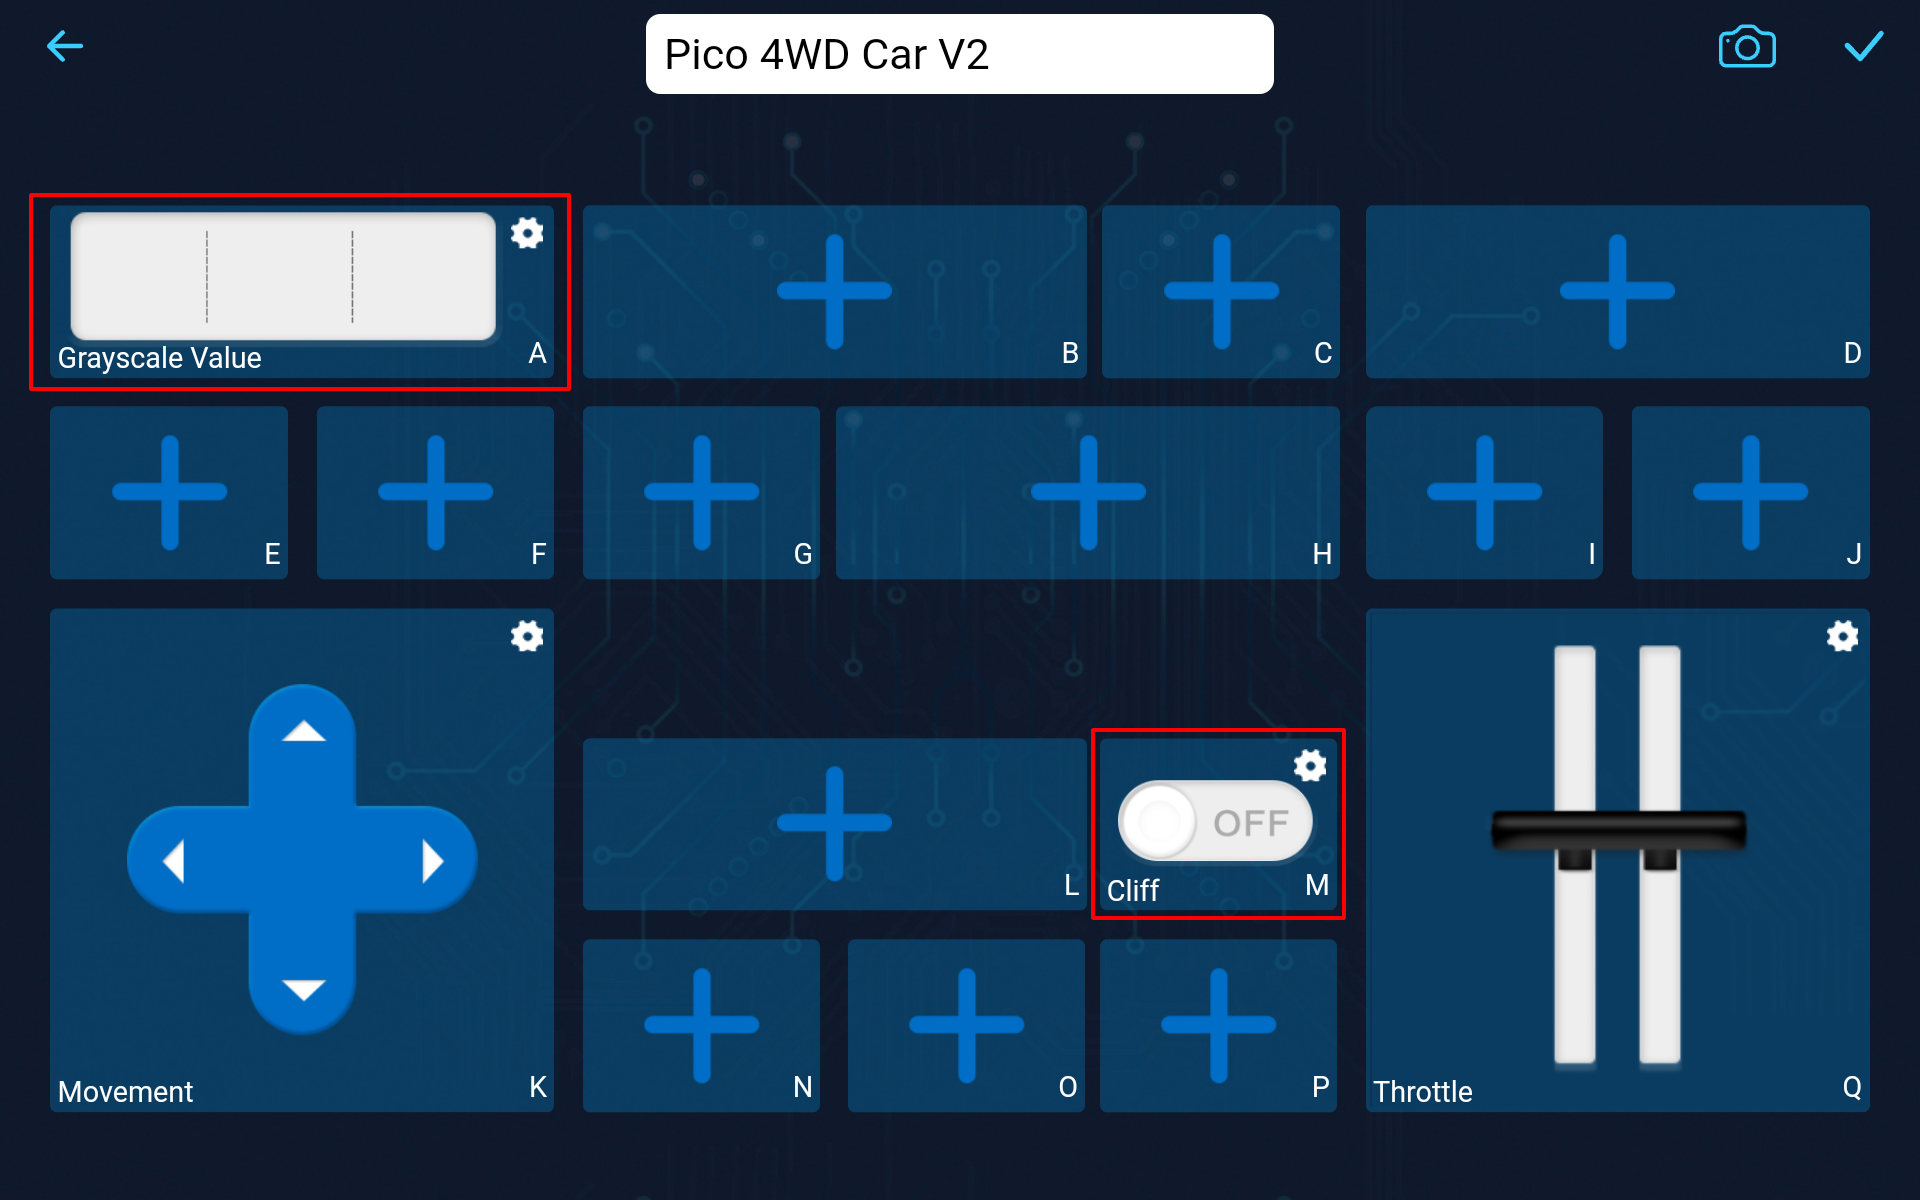 Pico 4WD Car V2
Grayscale Value
A
B
C
D
E
F
G
H
I
J
Movement
K
L
OFF
Cliff
M
N
O
P
Throttle
Q